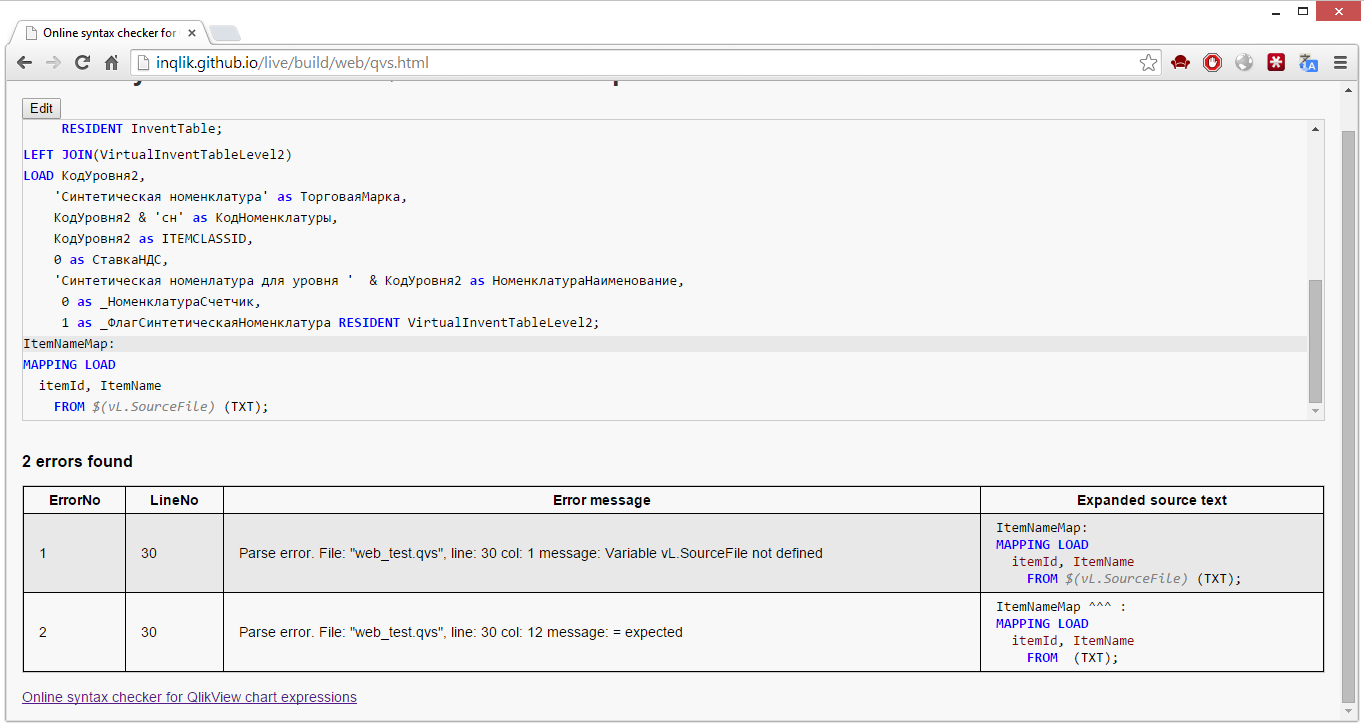 Online syntax checker for
inqlik.github.io/live/build/web/qvs.html
Edit
RESIDENT InventTable;
LEFT JOIN(VirtualInventTableLevel2)
LOAD КодУровня2,
'Синтетическая номенклатура' as ТорговаяМарка,
КодУровня2 & 'сн' as КодНоменклатуры,
КодУровня2 as ITEMCLASSID,
0 as СтавкаНДС,
'Синтетическая номенлатура для уровня '  & КодУровня2 as НоменклатураНаименование,
0 as _НоменклатураСчетчик,
1 as _ФлагСинтетическаяНоменклатура RESIDENT VirtualInventTableLevel2;
ItemNameMap:
MAPPING LOAD
itemId, ItemName
FROM $(vL.SourceFile) (TXT);
2 errors found
ErrorNo LineNo Error message Expanded source text
1 30 Parse error. File: "web_test.qvs", line: 30 col: 1 message: Variable vL.SourceFile not defined
ItemNameMap:
MAPPING LOAD
itemId, ItemName
FROM $(vL.SourceFile) (TXT);
2 30 Parse error. File: "web_test.qvs", line: 30 col: 12 message: = expected
ItemNameMap ^^^ :
MAPPING LOAD
itemId, ItemName
FROM  (TXT);
Online syntax checker for QlikView chart expressions